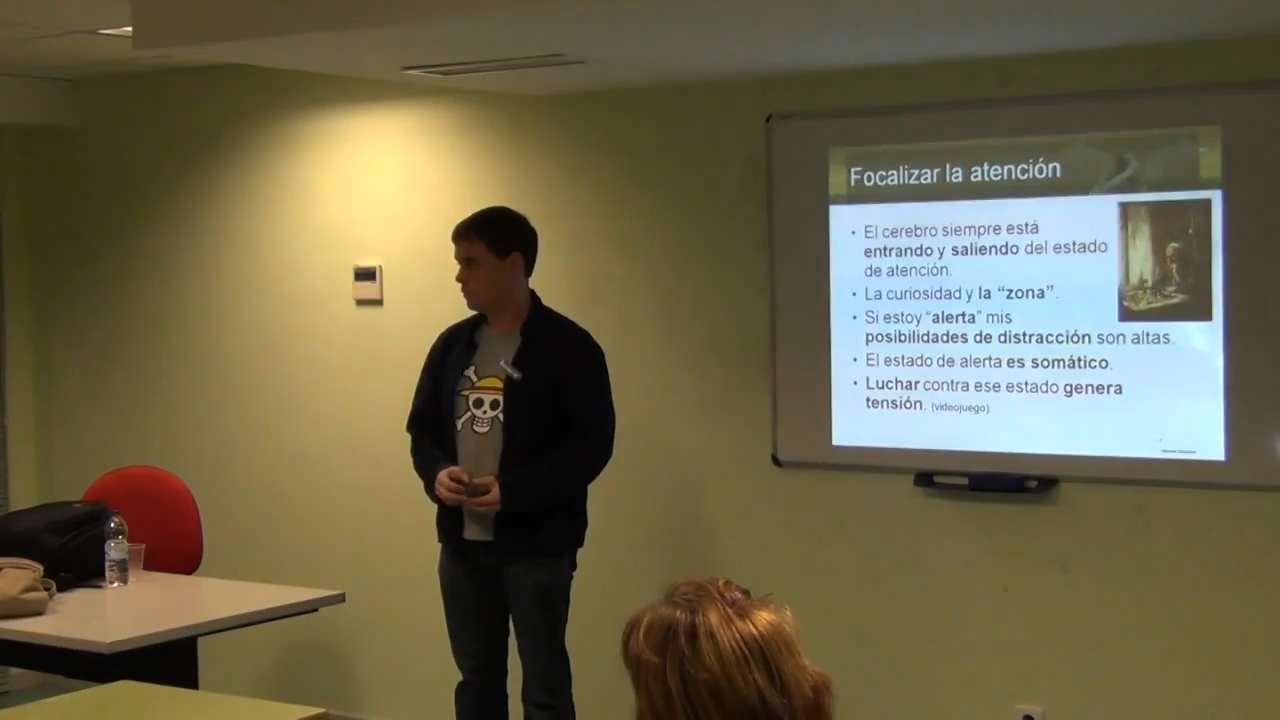 Focalizar la atención
• El cerebro siempre está
entrando y saliendo del estado
de atención.
• La curiosidad y la “zona”.
• Si estoy “alerta” mis
posibilidades de distracción son altas.
• El estado de alerta es somático.
• Luchar contra ese estado genera
tensión. (videojuego)